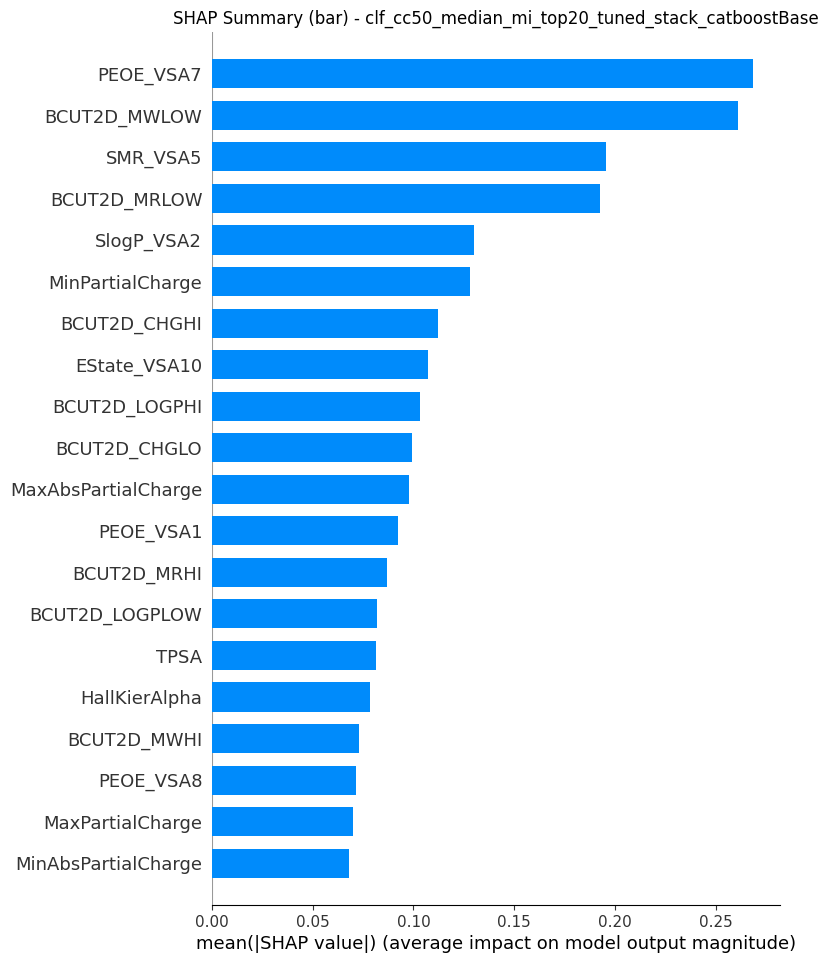 SHAP Summary (bar) - clf_cc50_median_mi_top20_tuned_stack_catboostBase
PEOE_VSA7
BCUT2D_MWLOW
SMR_VSA5
BCUT2D_MRLOW
SlogP_VSA2
MinPartialCharge
BCUT2D_CHGHI
EState_VSA10
BCUT2D_LOGPHI
BCUT2D_CHGLO
MaxAbsPartialCharge
PEOE_VSA1
BCUT2D_MRHI
BCUT2D_LOGPLOW
TPSA
HallKierAlpha
BCUT2D_MWHI
PEOE_VSA8
MaxPartialCharge
MinAbsPartialCharge
0.00 0.05 0.10 0.15 0.20 0.25
mean(|SHAP value|) (average impact on model output magnitude)